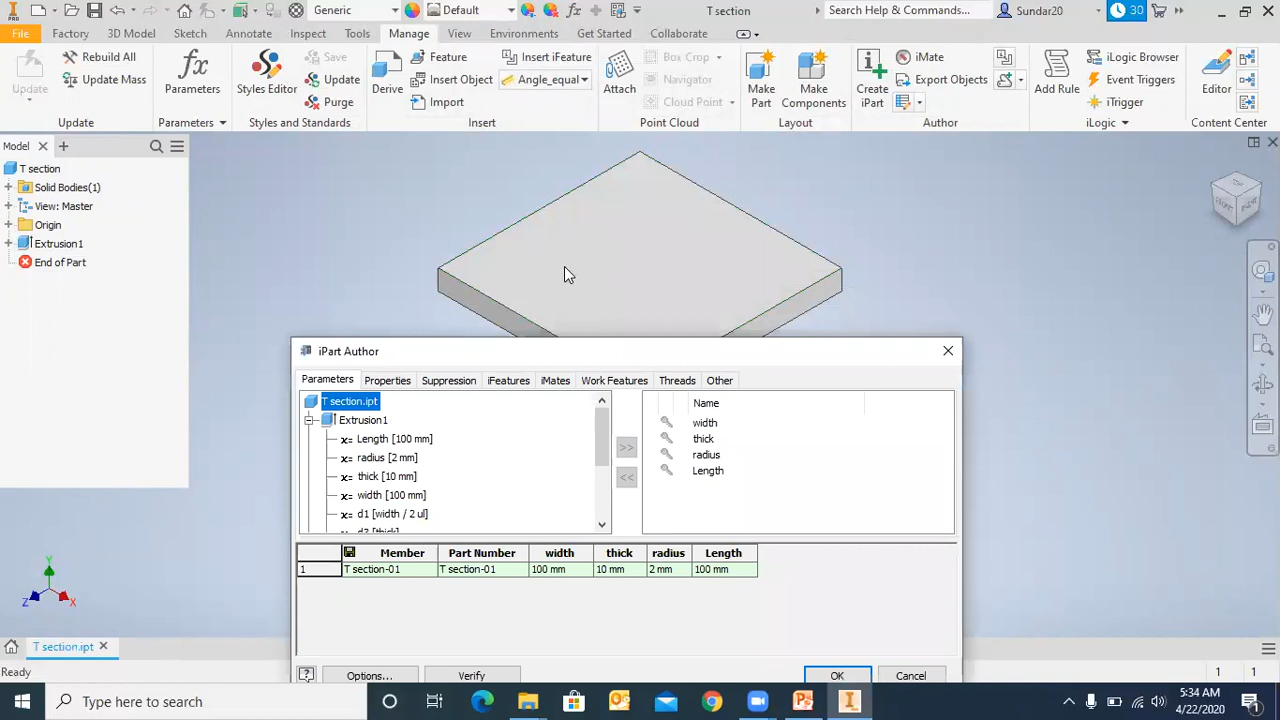 Generic
Default
T section
Search Help & Commands...
Sundar20
30
PRO
File
Factory
3D Model
Sketch
Annotate
Inspect
Tools
Manage
View
Environments
Get Started
Collaborate
Update
Rebuild All
Update Mass
Update
fx
Parameters
Parameters
Styles Editor
Save
Update
Purge
Styles and Standards
Derive
Feature
Insert Object
Import
Insert iFeature
Angle_equal
Insert
Attach
Box Crop
Navigator
Cloud Point
Point Cloud
Make Part
Make Components
Layout
Create iPart
iMate
Export Objects
Author
Add Rule
iLogic Browser
Event Triggers
iTrigger
iLogic
Editor
Content Center
Model
T section
Solid Bodies(1)
View: Master
Origin
Extrusion1
End of Part
TOP
FRONT
RIGHT
iPart Author
Parameters
Properties
Suppression
iFeatures
iMates
Work Features
Threads
Other
T section.ipt
Extrusion1
x= Length [100 mm]
x= radius [2 mm]
x= thick [10 mm]
x= width [100 mm]
x= d1 [width / 2 ul]
Name
width
thick
radius
Length
>>
<<
Member Part Number width thick radius Length
1 T section-01 T section-01 100 mm 10 mm 2 mm 100 mm
Options...
Verify
OK
Cancel
Y
Z
X
T section.ipt
Ready
1
1
Type here to search
5:34 AM
4/22/2020